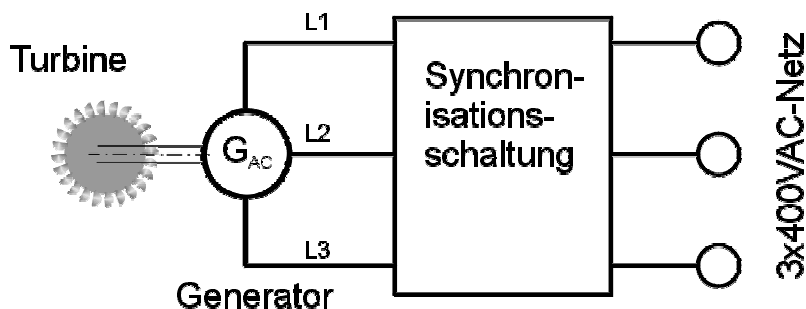 Turbine
G AC
Generator
L1
L2
L3
Synchron-
isations-
schaltung
3x400VAC-Netz